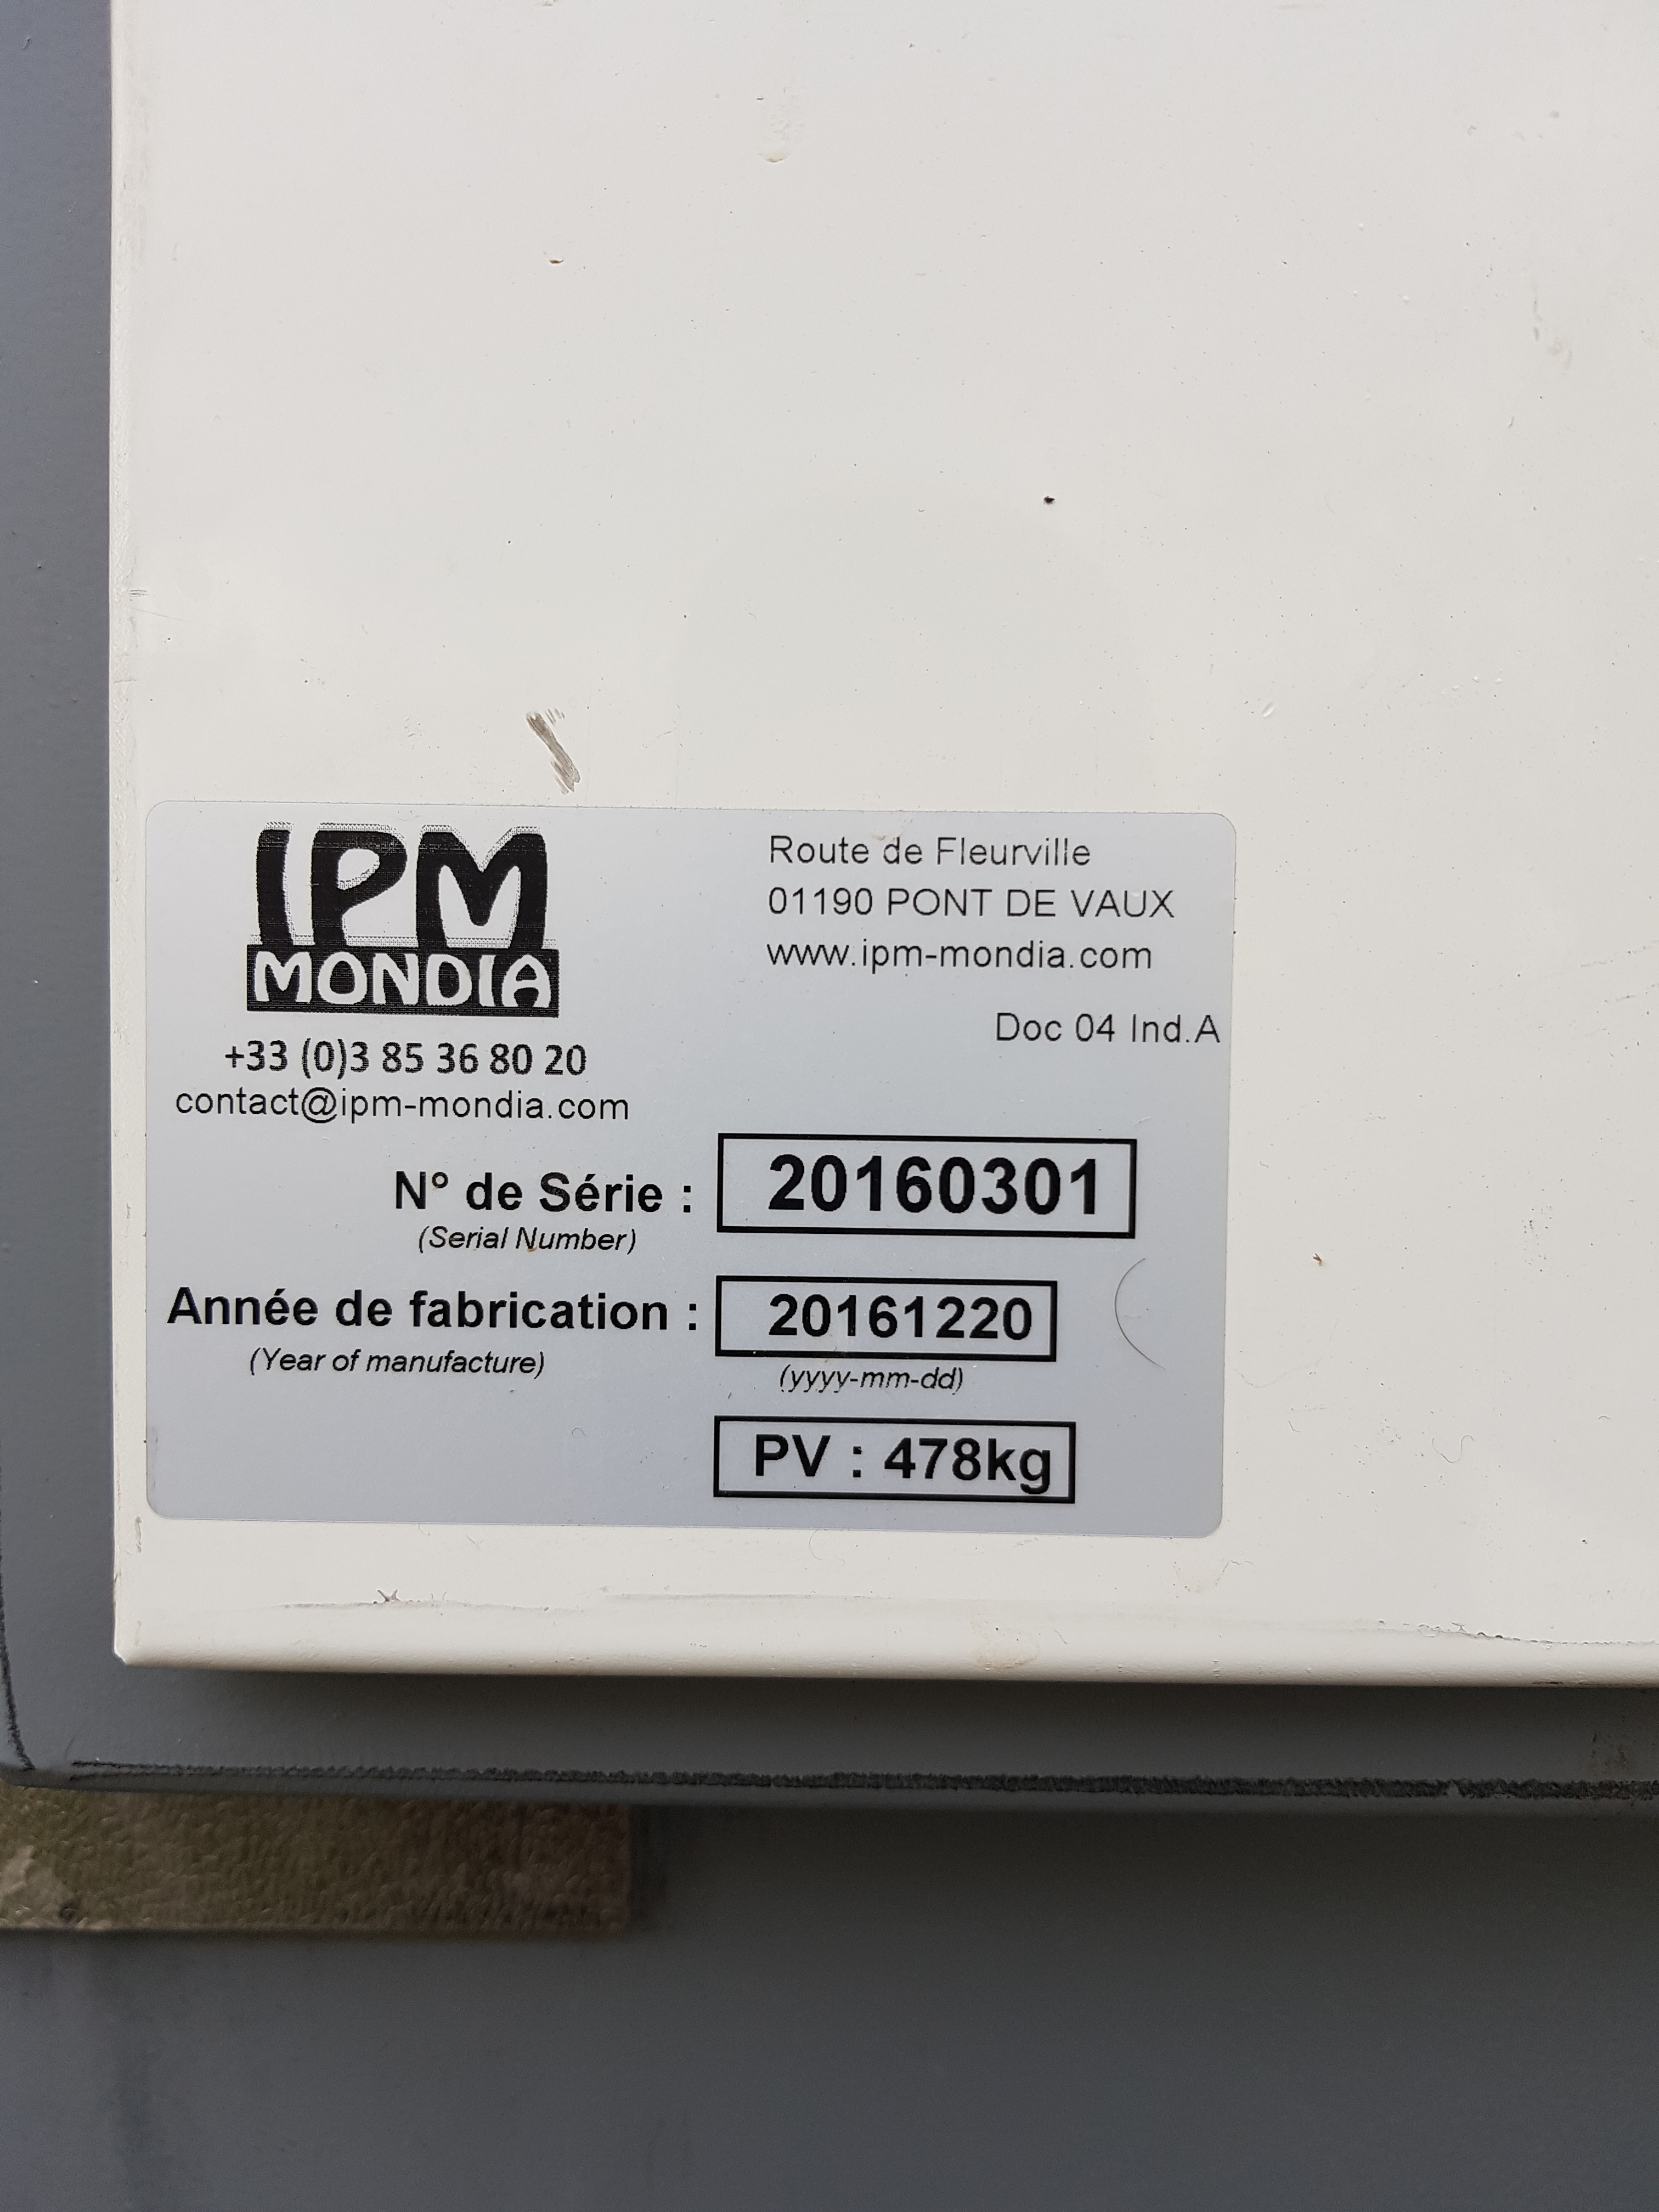 IPM
MONDIA
+33 (0)3 85 36 80 20
contact@ipm-mondia.com
Route de Fleurville
01190 PONT DE VAUX
www.ipm-mondia.com
Doc 04 Ind.A
N° de Série : 20160301
(Serial Number)
Année de fabrication : 20161220
(Year of manufacture) (yyyy-mm-dd)
PV : 478kg